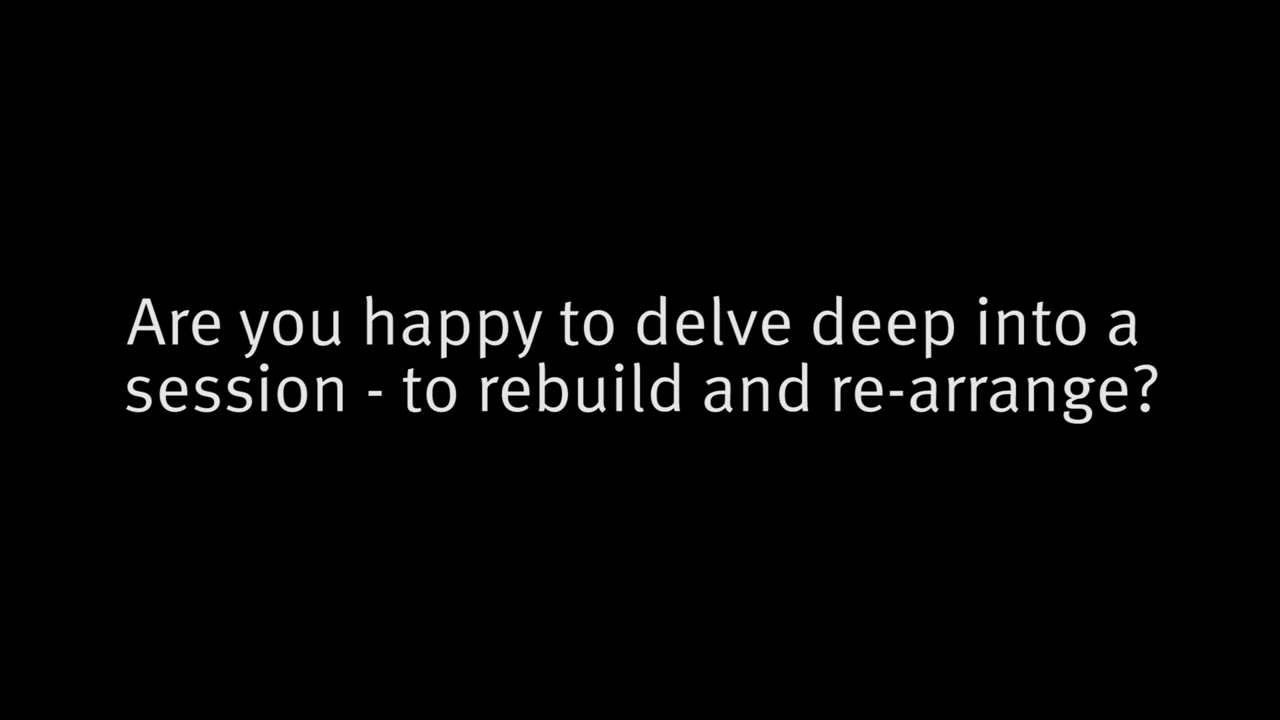 Are you happy to delve deep into a
session - to rebuild and re-arrange?